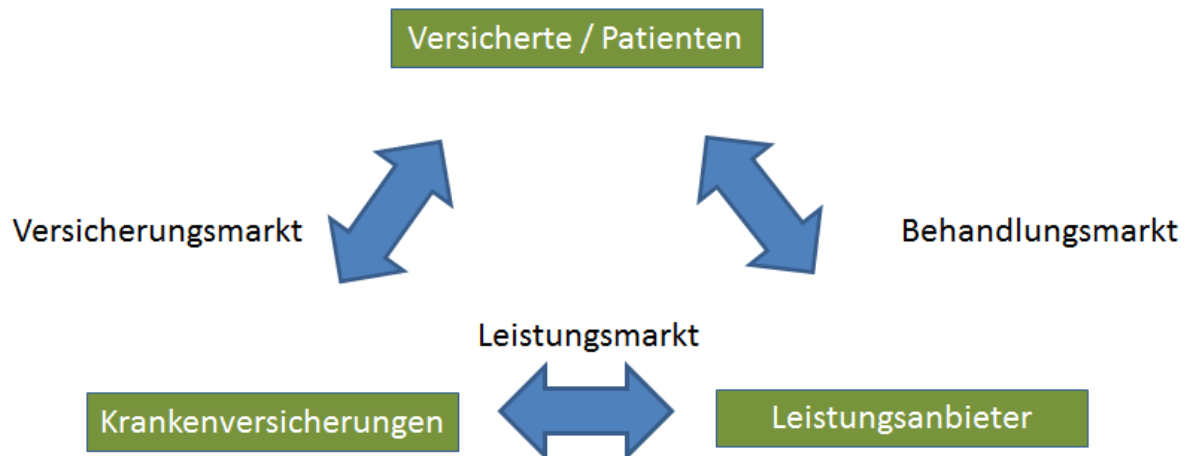 Versicherte / Patienten
Versicherungsmarkt
Behandlungsmarkt
Leistungsmarkt
Krankenversicherungen
Leistungsanbieter